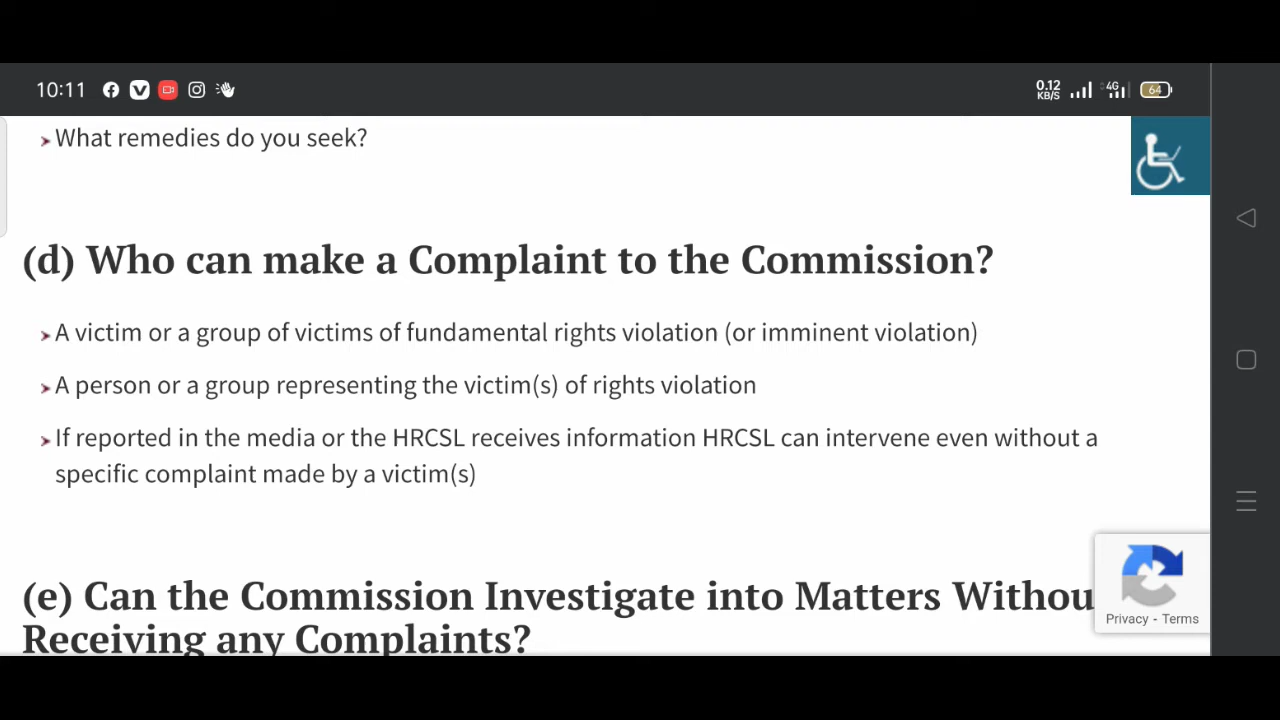 10:11
0.12
KB/S
4G
64
What remedies do you seek?
(d) Who can make a Complaint to the Commission?
A victim or a group of victims of fundamental rights violation (or imminent violation)
A person or a group representing the victim(s) of rights violation
If reported in the media or the HRCSL receives information HRCSL can intervene even without a
specific complaint made by a victim(s)
(e) Can the Commission Investigate into Matters Withou
Receiving any Complaints?
Privacy - Terms